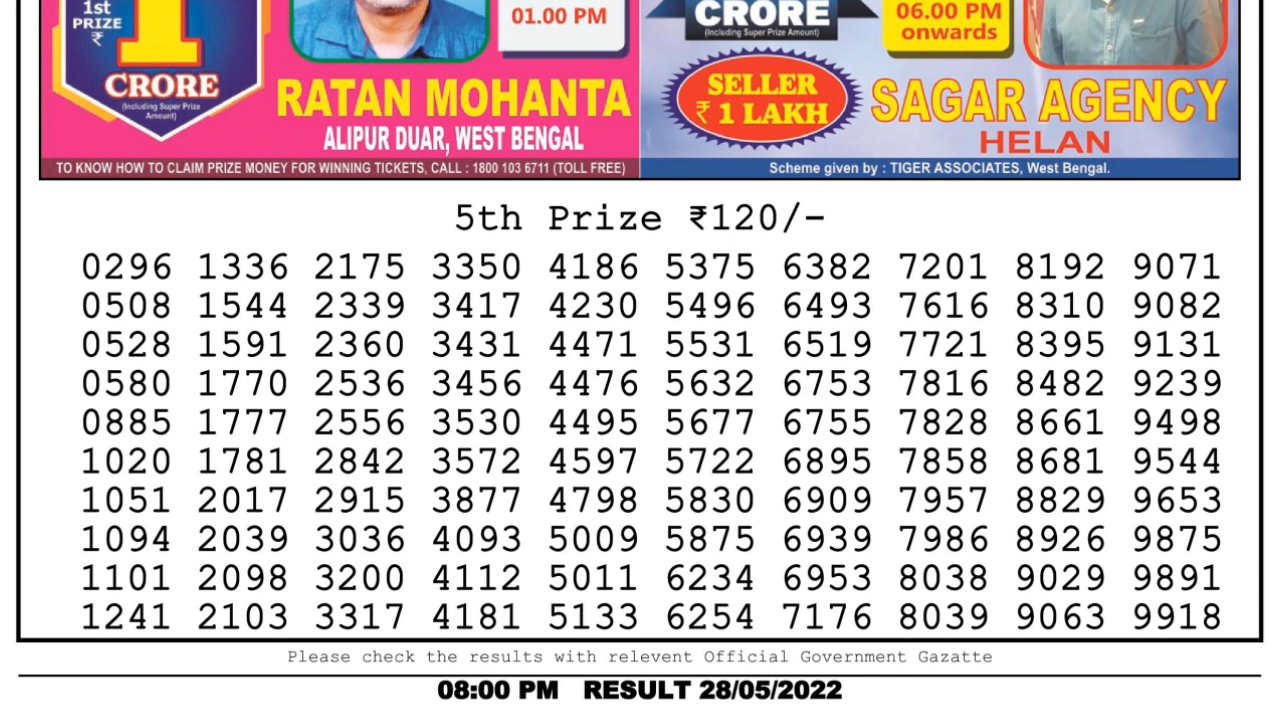 1st
PRIZE
₹
1
CRORE
(Including Super Prize
Amount)
01.00 PM
RATAN MOHANTA
ALIPUR DUAR, WEST BENGAL
TO KNOW HOW TO CLAIM PRIZE MONEY FOR WINNING TICKETS, CALL : 1800 103 6711 (TOLL FREE)
CRORE
(Including Super Prize Amount)
06.00 PM
onwards
SELLER
₹ 1 LAKH
SAGAR AGENCY
HELAN
Scheme given by : TIGER ASSOCIATES, West Bengal.
5th Prize ₹120/-
0296 1336 2175 3350 4186 5375 6382 7201 8192 9071
0508 1544 2339 3417 4230 5496 6493 7616 8310 9082
0528 1591 2360 3431 4471 5531 6519 7721 8395 9131
0580 1770 2536 3456 4476 5632 6753 7816 8482 9239
0885 1777 2556 3530 4495 5677 6755 7828 8661 9498
1020 1781 2842 3572 4597 5722 6895 7858 8681 9544
1051 2017 2915 3877 4798 5830 6909 7957 8829 9653
1094 2039 3036 4093 5009 5875 6939 7986 8926 9875
1101 2098 3200 4112 5011 6234 6953 8038 9029 9891
1241 2103 3317 4181 5133 6254 7176 8039 9063 9918
Please check the results with relevent Official Government Gazatte
08:00 PM RESULT 28/05/2022